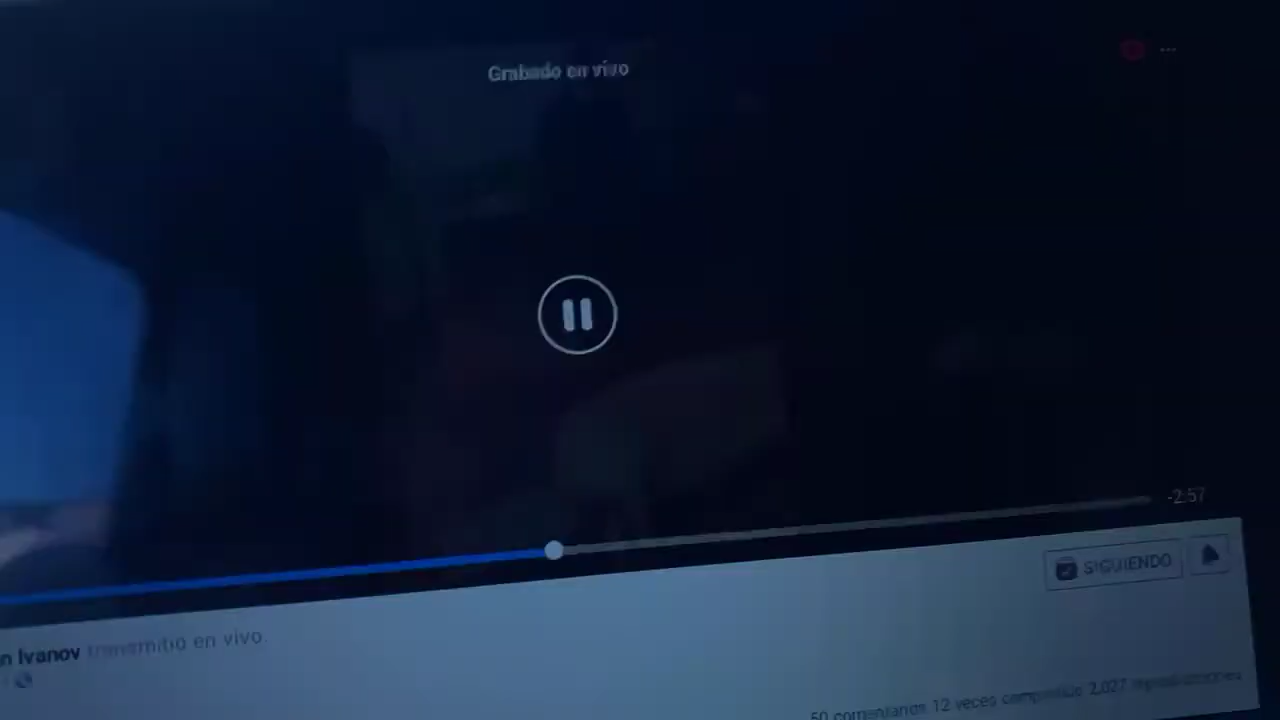 Grabado en vivo
-2:57
SIGUIENDO
n Ivanov transmitió en vivo.
50 comentarios 12 veces compartido 2,027 reproducciones